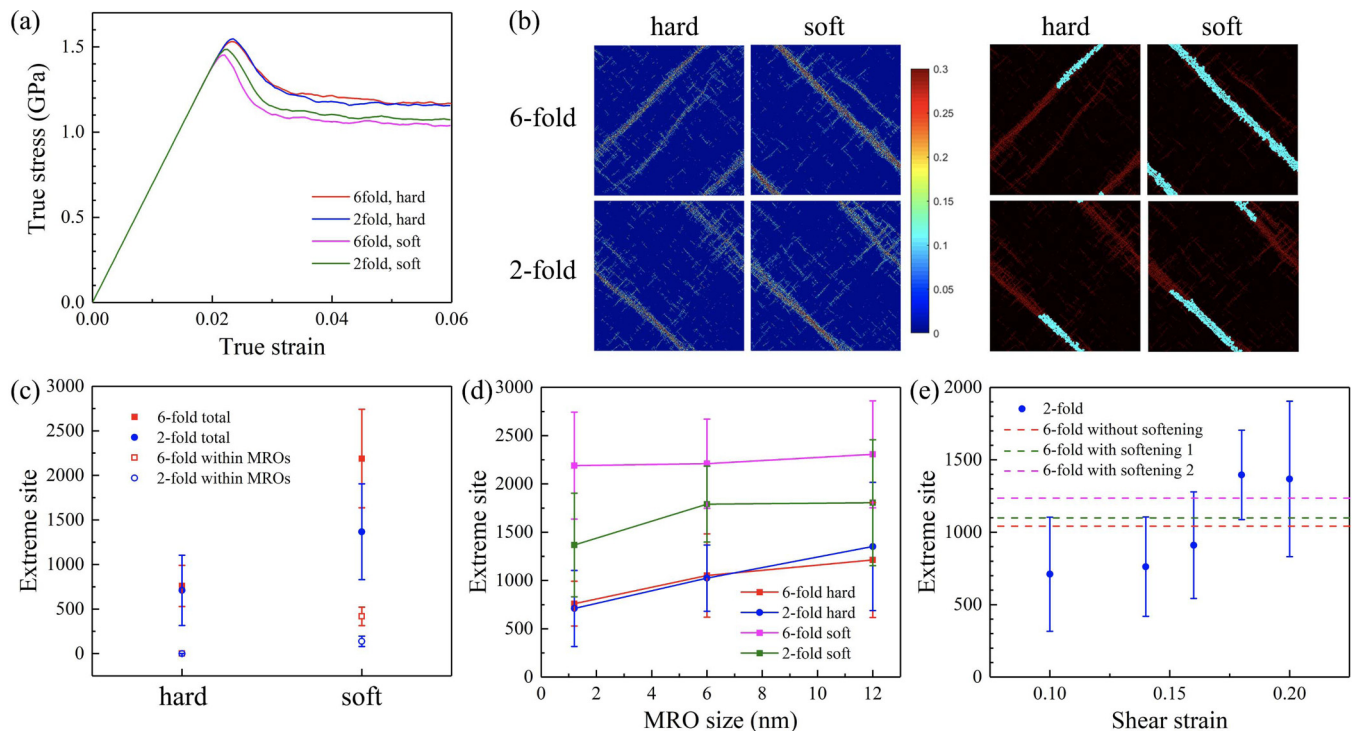 (a)
True stress (GPa)
1.5
1.0
0.5
0.0
0.00
0.02
0.04
0.06
True strain
6fold, hard
2fold, hard
6fold, soft
2fold, soft
(b)
hard
soft
hard
soft
6-fold
2-fold
0.3
0.25
0.2
0.15
0.1
0.05
0
(c)
Extreme site
3000
2500
2000
1500
1000
500
0
6-fold total
2-fold total
6-fold within MROs
2-fold within MROs
hard
soft
(d)
Extreme site
3000
2500
2000
1500
1000
500
0
6-fold hard
2-fold hard
6-fold soft
2-fold soft
0
2
4
6
8
10
12
MRO size (nm)
(e)
Extreme site
2000
1500
1000
500
0
2-fold
6-fold without softening
6-fold with softening 1
6-fold with softening 2
0.10
0.15
0.20
Shear strain